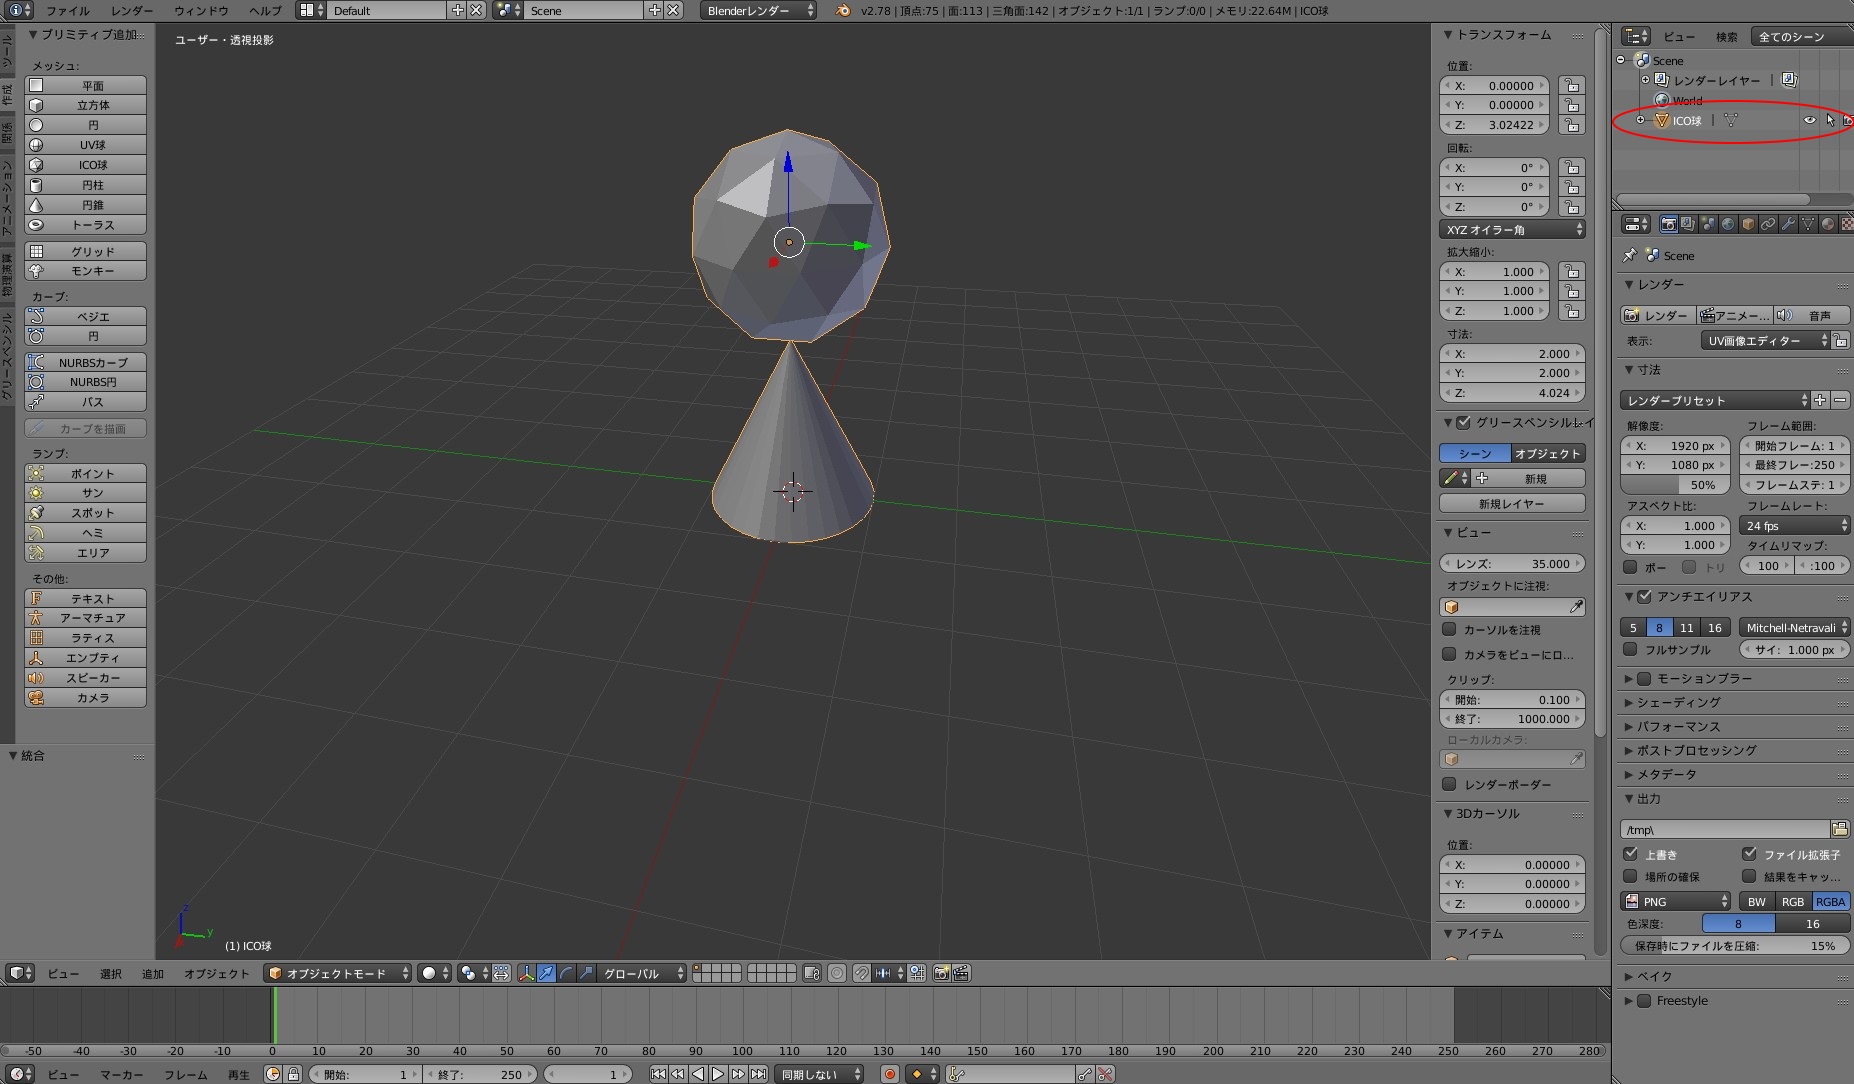 ファイル レンダー ウィンドウ ヘルプ Default Scene Blenderレンダー v2.78 | 頂点:75 | 面:113 | 三角面:142 | オブジェクト:1/1 | ランプ:0/0 | メモリ:22.64M | ICO球
ツール
作成
関係
アニメーション
物理演算
グリースペンシル
プリミティブ追加
メッシュ:
平面
立方体
円
UV球
ICO球
円柱
円錐
トーラス
グリッド
モンキー
カーブ:
ベジエ
円
NURBSカーブ
NURBS円
パス
カーブを描画
ランプ:
ポイント
サン
スポット
ヘミ
エリア
その他:
テキスト
アーマチュア
ラティス
エンプティ
スピーカー
カメラ
統合
ユーザー・透視投影
z
y
(1) ICO球
トランスフォーム
位置:
X: 0.00000
Y: 0.00000
Z: 3.02422
回転:
X: 0°
Y: 0°
Z: 0°
XYZ オイラー角
拡大縮小:
X: 1.000
Y: 1.000
Z: 1.000
寸法:
X: 2.000
Y: 2.000
Z: 4.024
グリースペンシルレイ
シーン オブジェクト
新規
新規レイヤー
ビュー
レンズ: 35.000
オブジェクトに注視:
カーソルを注視
カメラをビューにロ...
クリップ:
開始: 0.100
終了: 1000.000
ローカルカメラ:
レンダーボーダー
3Dカーソル
位置:
X: 0.00000
Y: 0.00000
Z: 0.00000
アイテム
ビュー 検索 全てのシーン
Scene
レンダーレイヤー
World
ICO球
Scene
レンダー
レンダー アニメー... 音声
表示: UV画像エディター
寸法
レンダープリセット
解像度: フレーム範囲:
X: 1920 px 開始フレーム: 1
Y: 1080 px 最終フレー:250
50% フレームステ: 1
アスペクト比: フレームレート:
X: 1.000 24 fps
Y: 1.000 タイムリマップ:
ボー トリ 100 :100
アンチエイリアス
5 8 11 16 Mitchell-Netravali
フルサンプル サイ: 1.000 px
モーションブラー
シェーディング
パフォーマンス
ポストプロセッシング
メタデータ
出力
/tmp\
上書き ファイル拡張子
場所の確保 結果をキャッ...
PNG BW RGB RGBA
色深度: 8 16
保存時にファイルを圧縮: 15%
ベイク
Freestyle
ビュー 選択 追加 オブジェクト オブジェクトモード グローバル
-50 -40 -30 -20 -10 0 10 20 30 40 50 60 70 80 90 100 110 120 130 140 150 160 170 180 190 200 210 220 230 240 250 260 270 280
ビュー マーカー フレーム 再生 開始: 1 終了: 250 1 同期しない